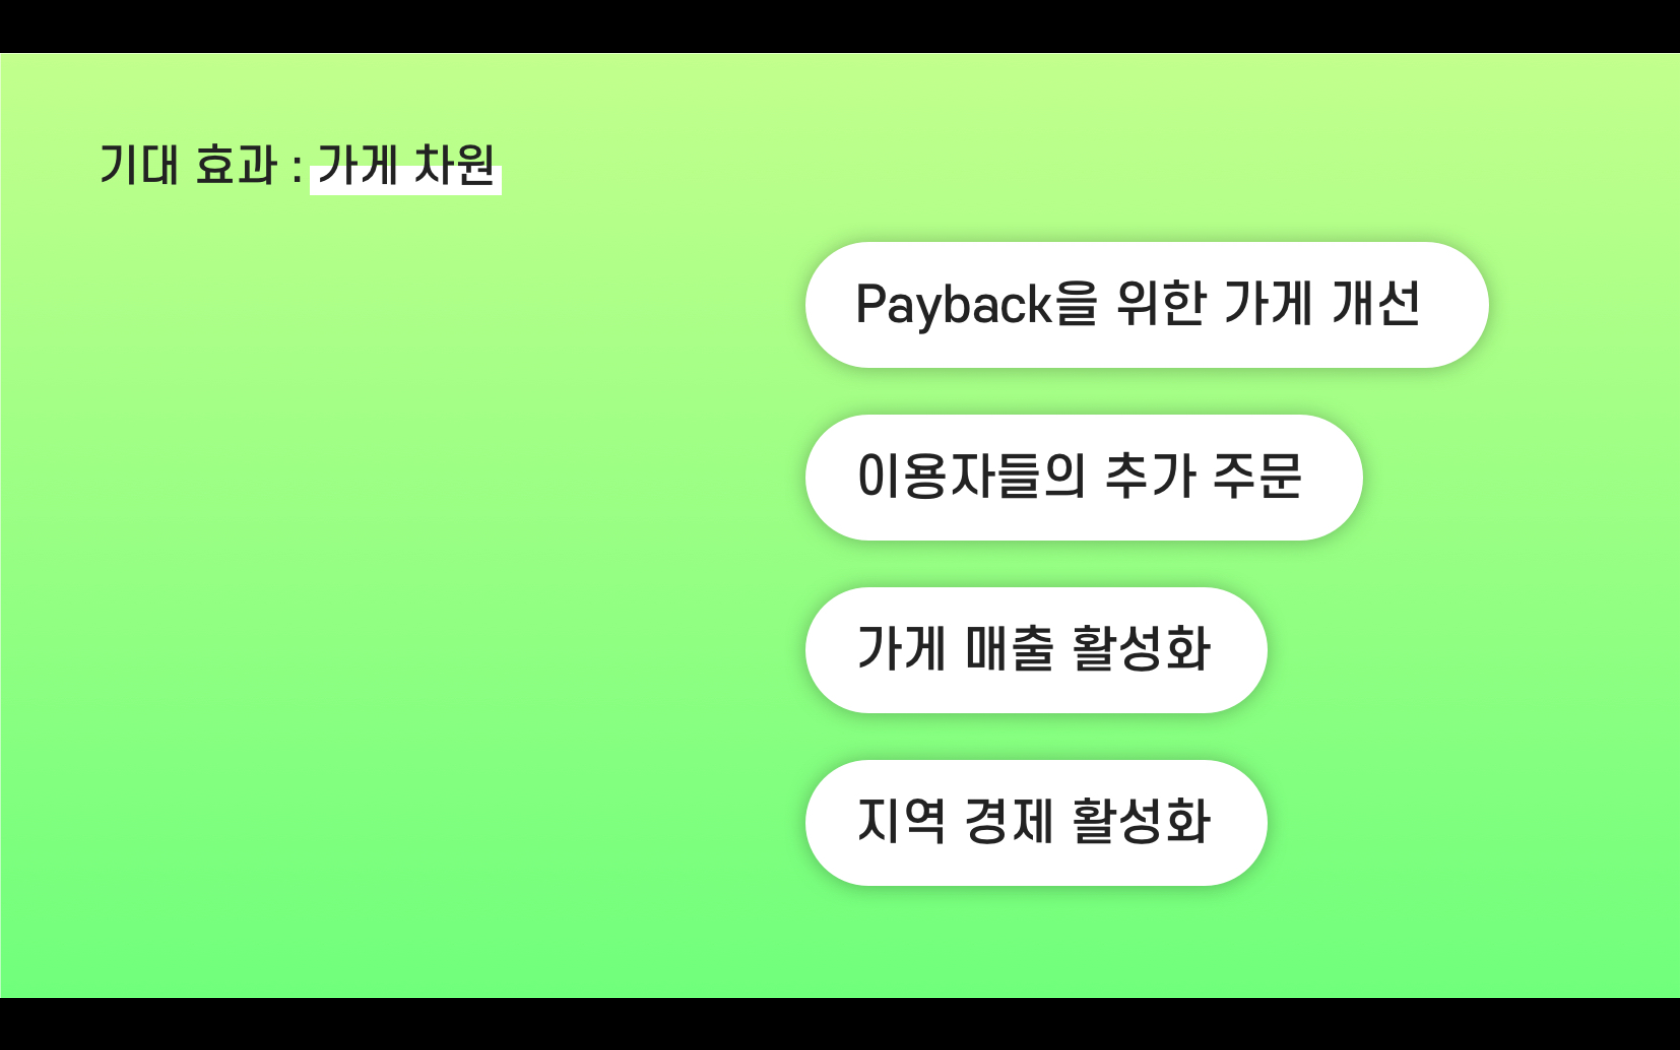 기대 효과 : 가게 차원
Payback을 위한 가게 개선
이용자들의 추가 주문
가게 매출 활성화
지역 경제 활성화